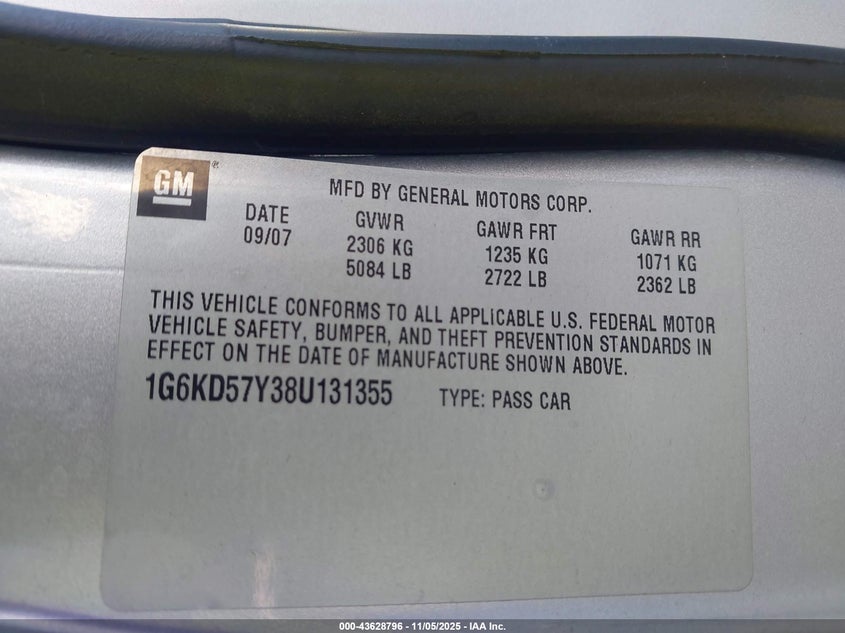 GM®
MFD BY GENERAL MOTORS CORP.
DATE GVWR GAWR FRT GAWR RR
09/07 2306 KG 1235 KG 1071 KG
5084 LB 2722 LB 2362 LB
THIS VEHICLE CONFORMS TO ALL APPLICABLE U.S. FEDERAL MOTOR
VEHICLE SAFETY, BUMPER, AND THEFT PREVENTION STANDARDS IN
EFFECT ON THE DATE OF MANUFACTURE SHOWN ABOVE.
1G6KD57Y38U131355 TYPE: PASS CAR
000-43628796 - 11/05/2025 - IAA Inc.